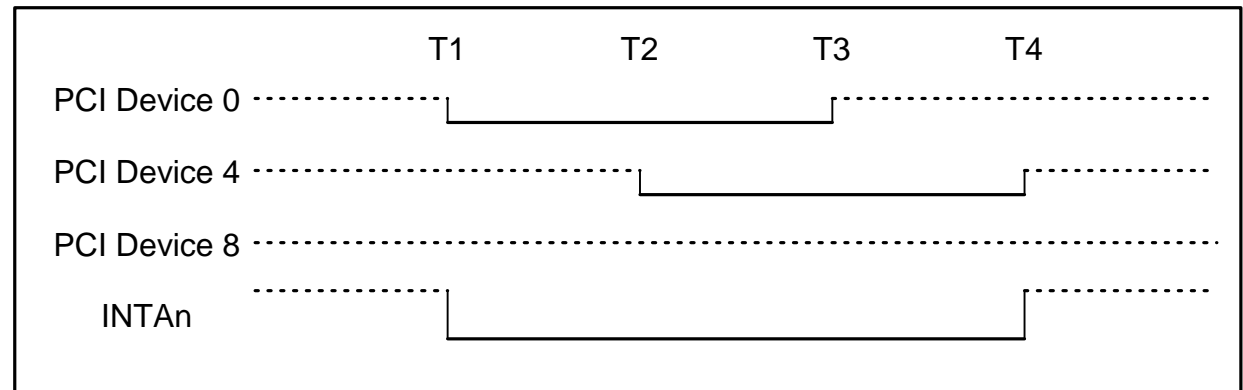 T1 T2 T3 T4
PCI Device 0
PCI Device 4
PCI Device 8
INTAn